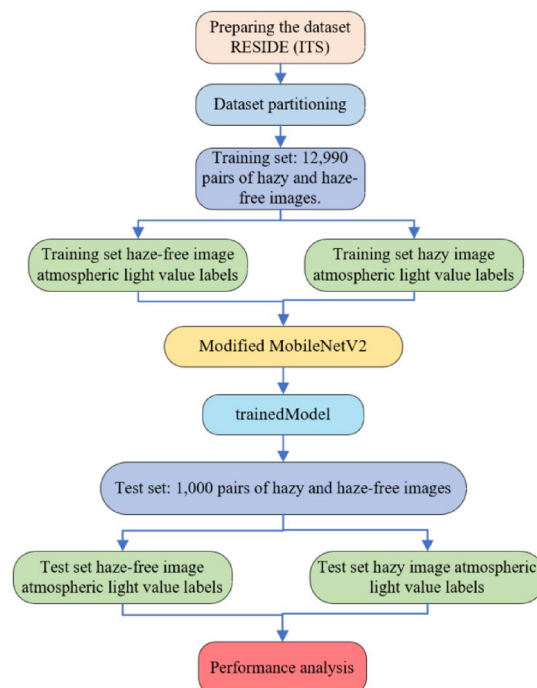 Preparing the dataset
RESIDE (ITS)
Dataset partitioning
Training set: 12,990
pairs of hazy and haze-
free images.
Training set haze-free image
atmospheric light value labels
Training set hazy image
atmospheric light value labels
Modified MobileNetV2
trainedModel
Test set: 1,000 pairs of hazy and haze-free images
Test set haze-free image
atmospheric light value labels
Test set hazy image atmospheric
light value labels
Performance analysis